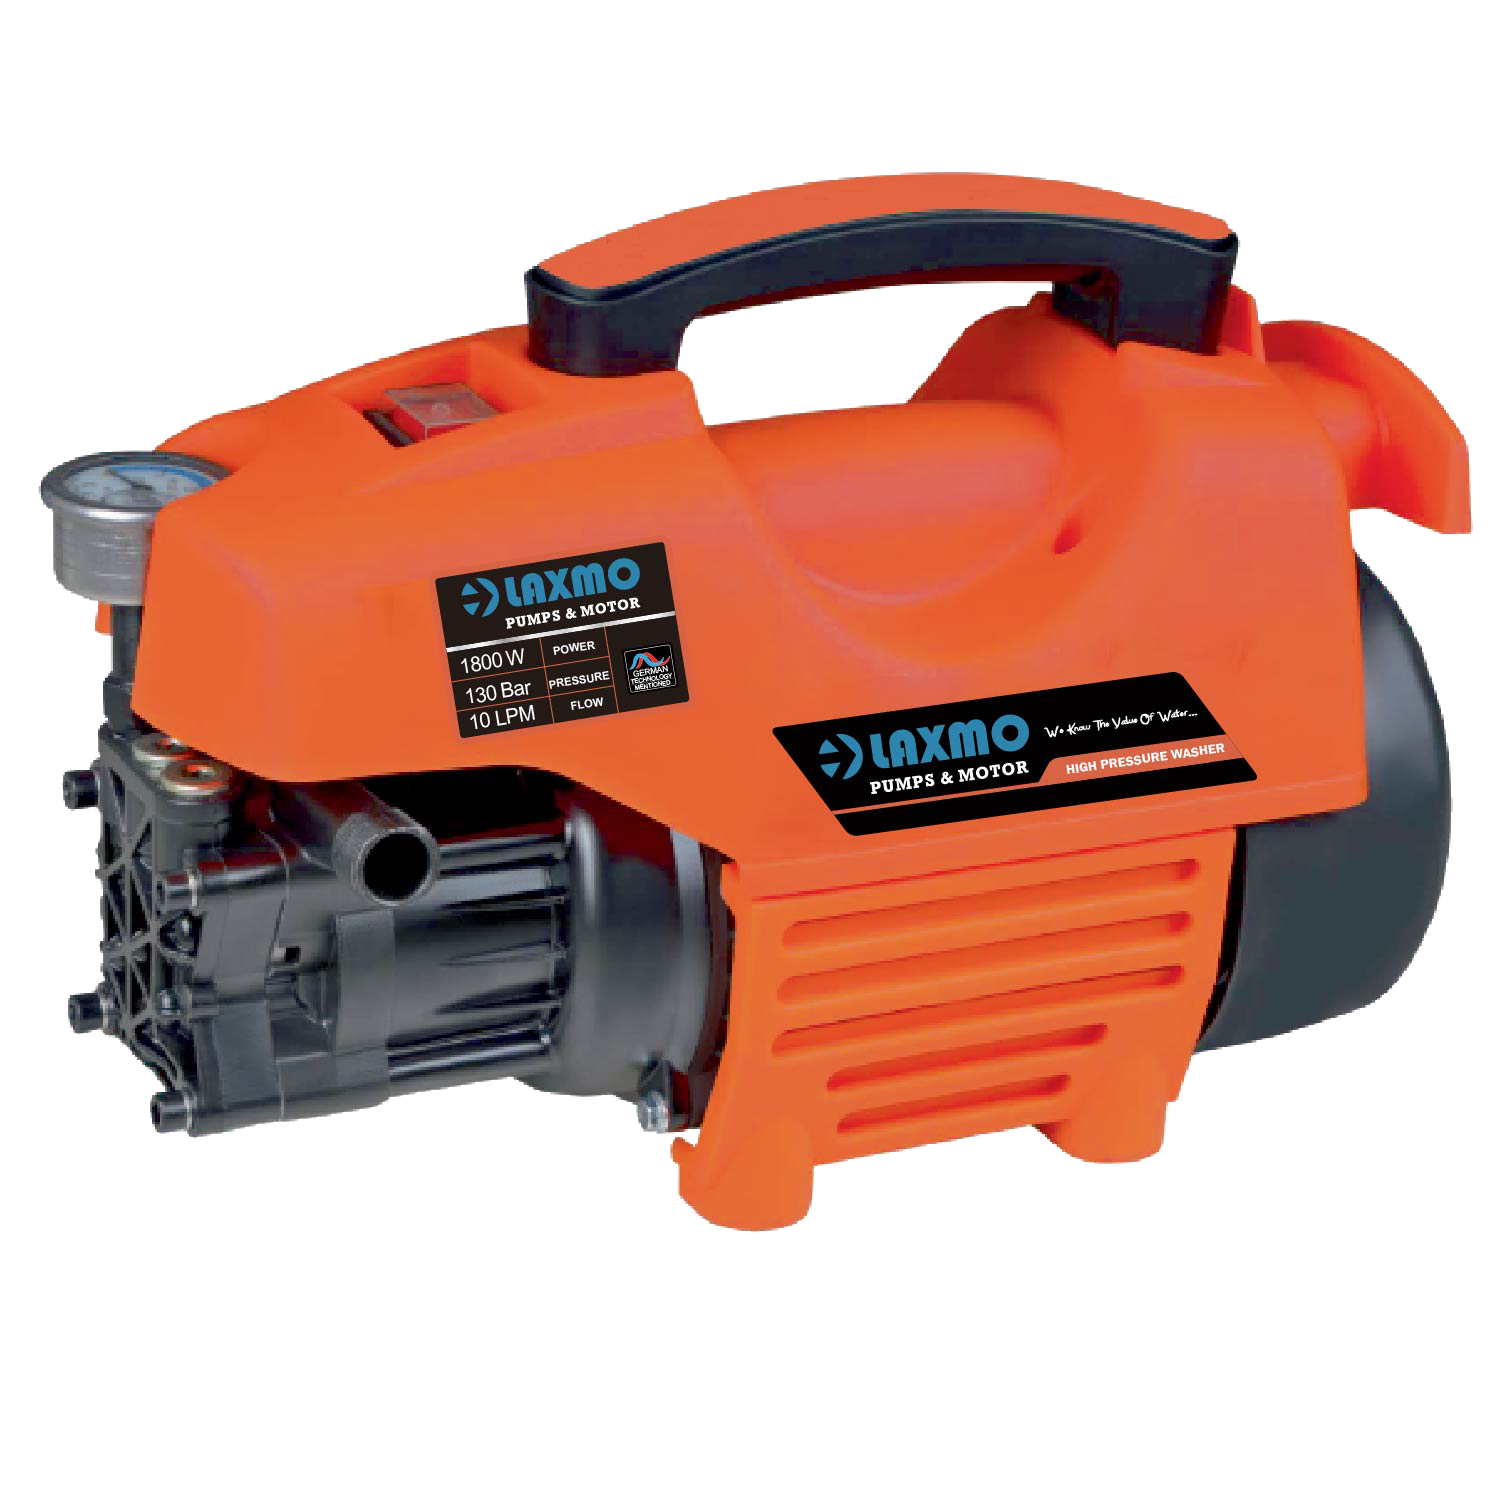 LAXMO
PUMPS & MOTOR
1800 W POWER
130 Bar PRESSURE
10 LPM FLOW
GERMAN
TECHNOLOGY
MENTIONED
LAXMO
PUMPS & MOTOR
We Know The Value Of Water...
HIGH PRESSURE WASHER